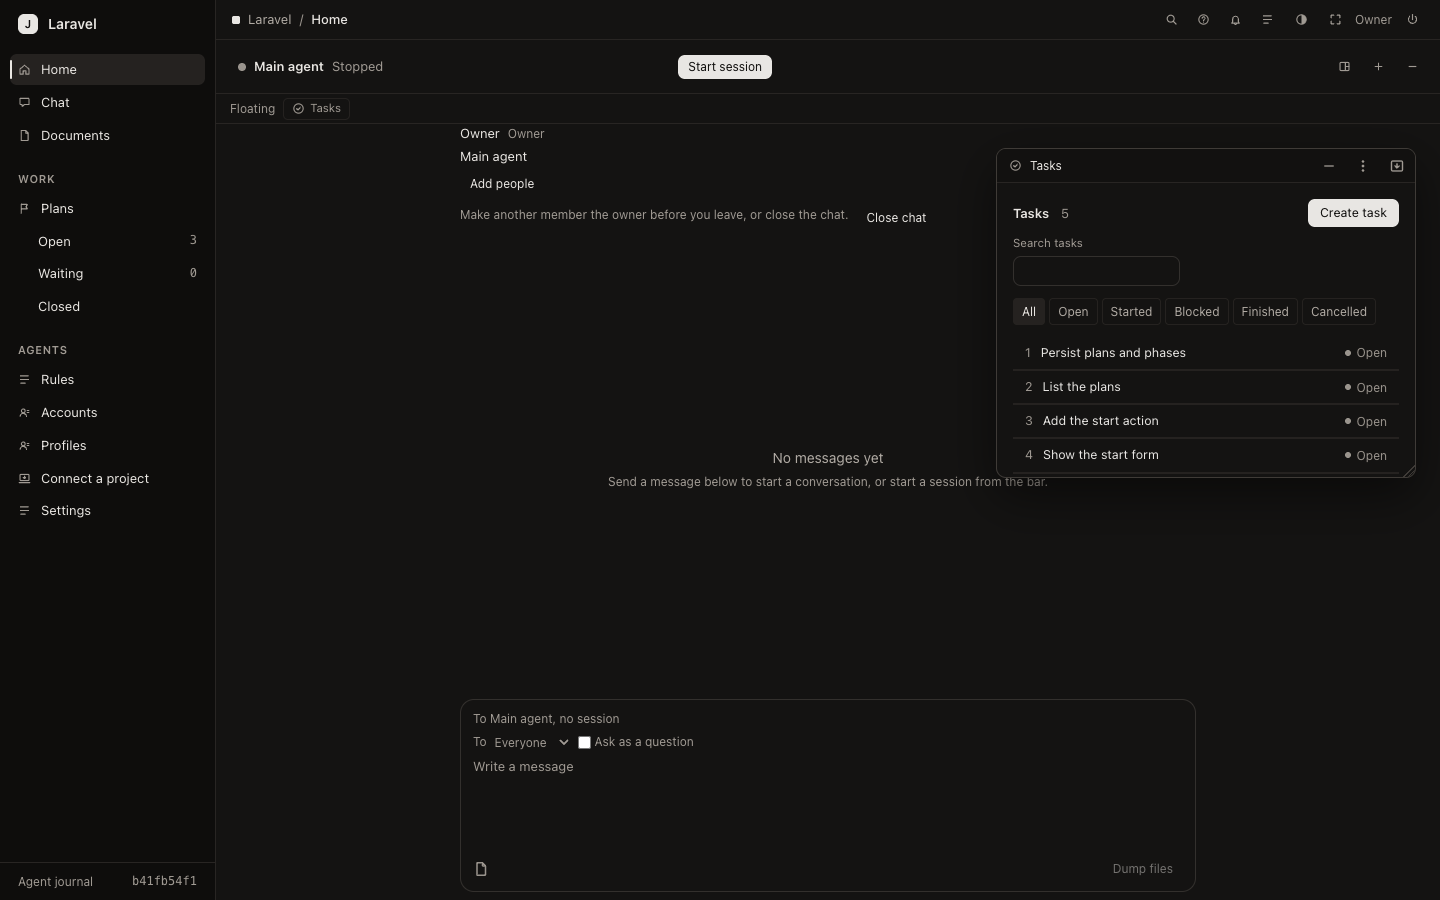 J Laravel
Home
Chat
Documents
WORK
Plans
Open 3
Waiting 0
Closed
AGENTS
Rules
Accounts
Profiles
Connect a project
Settings
Agent journal b41fb54f1
Laravel / Home
Owner
Main agent Stopped
Start session
Floating Tasks
Owner Owner
Main agent
Add people
Make another member the owner before you leave, or close the chat. Close chat
No messages yet
Send a message below to start a conversation, or start a session from the bar.
Tasks
Tasks 5
Create task
Search tasks
All Open Started Blocked Finished Cancelled
1 Persist plans and phases Open
2 List the plans Open
3 Add the start action Open
4 Show the start form Open
To Main agent, no session
To Everyone Ask as a question
Write a message
Dump files